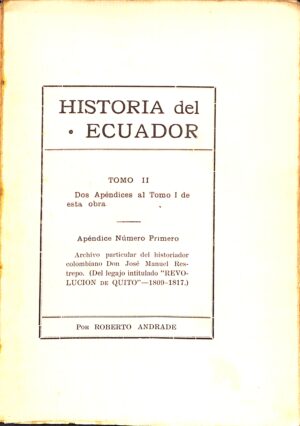 HISTORIA del
• ECUADOR
TOMO II
Dos Apéndices al Tomo I de
esta obra
Apéndice Número Primero
Archivo particular del historiador
colombiano Don José Manuel Res-
trepo. (Del legajo intitulado "REVO-
LUCION DE QUITO"—1809-1817.)
POR ROBERTO ANDRADE